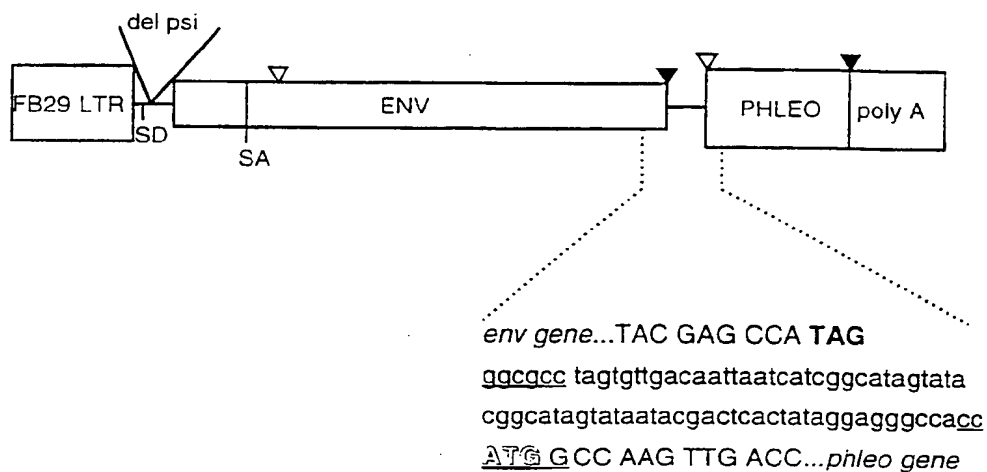 del psi
FB29 LTR
SD
SA
ENV
PHLEO
poly A
env gene...TAC GAG CCA TAG
ggcgcc tagtgttgacaattaatcatcggcatagtata
cggcatagtataatacgactcactataggagggccacc
ATG GCC AAG TTG ACC...phleo gene